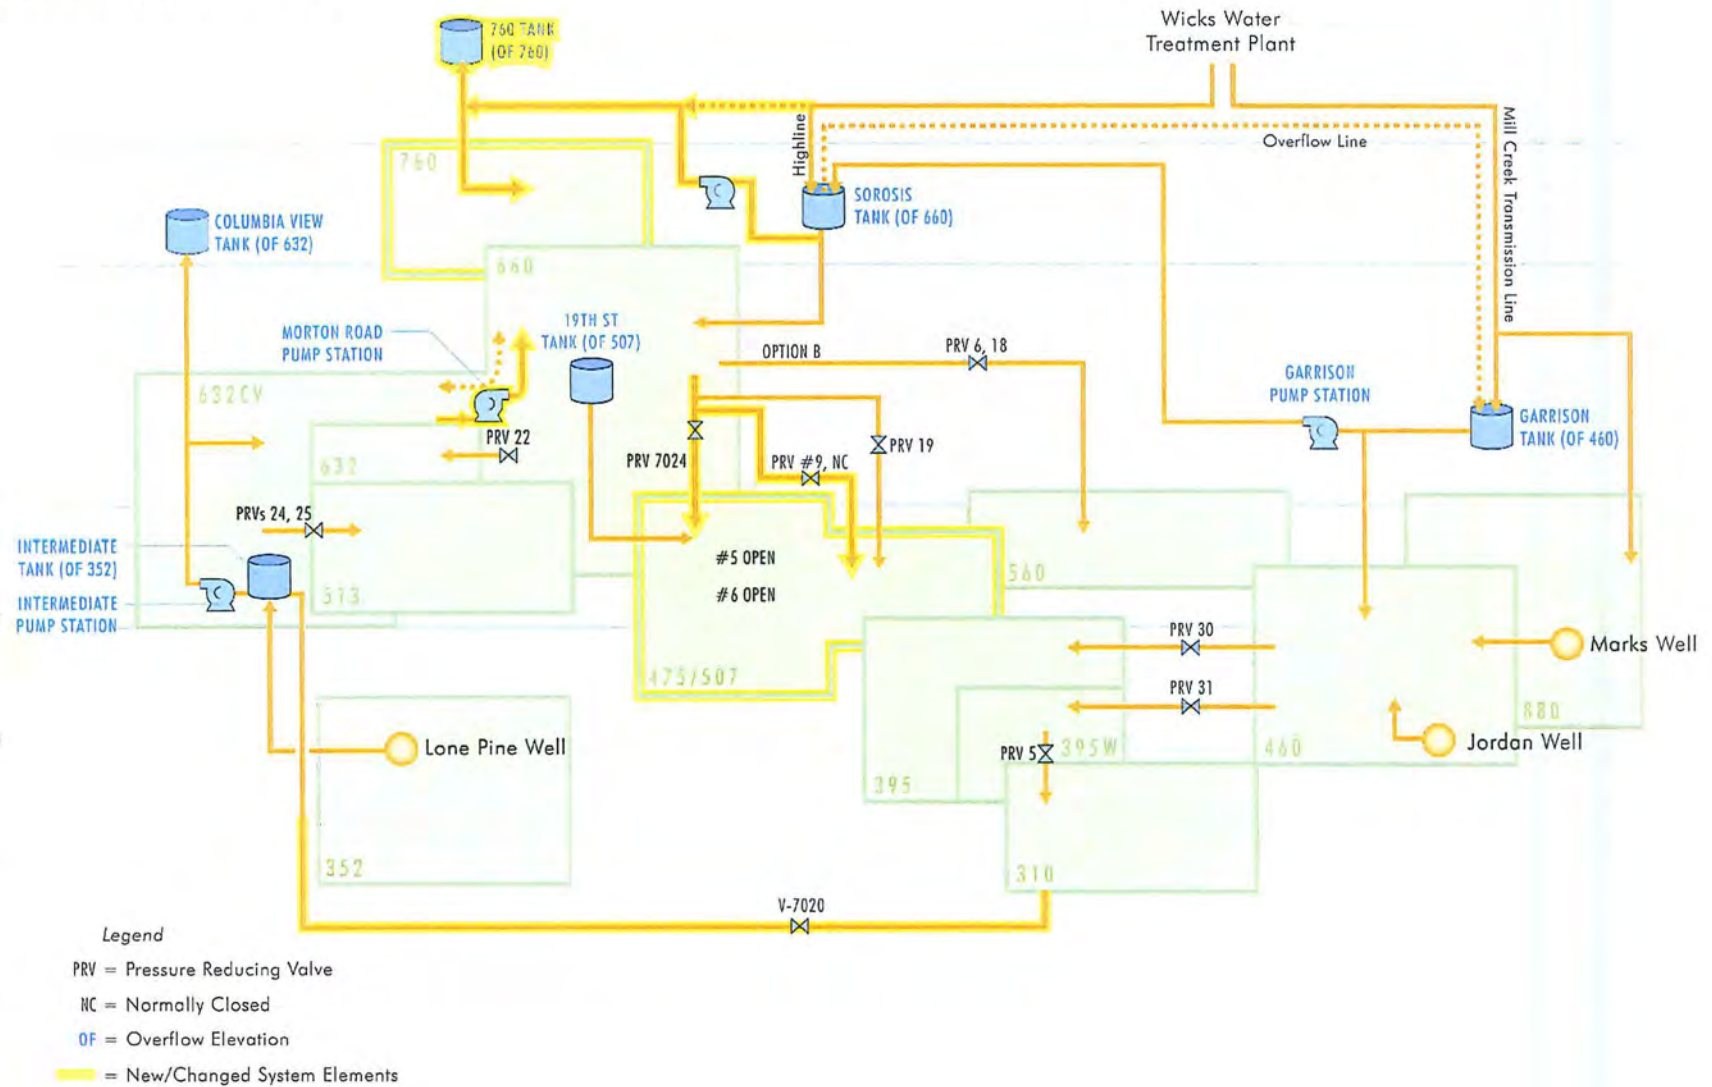 760 TANK
(OF 760)
Wicks Water
Treatment Plant
Highline
Overflow Line
Mill Creek Transmission Line
760
SOROSIS
TANK (OF 660)
COLUMBIA VIEW
TANK (OF 632)
660
MORTON ROAD
PUMP STATION
19TH ST
TANK (OF 507)
OPTION B
PRV 6, 18
GARRISON
PUMP STATION
GARRISON
TANK (OF 460)
632CV
PRV 22
632
PRV 7024
PRV #9, NC
PRV 19
PRVs 24, 25
INTERMEDIATE
TANK (OF 352)
INTERMEDIATE
PUMP STATION
513
#5 OPEN
#6 OPEN
560
475/507
PRV 30
PRV 31
Marks Well
880
Jordan Well
460
Lone Pine Well
PRV 5
395W
395
352
310
V-7020
Legend
PRV = Pressure Reducing Valve
NC = Normally Closed
OF = Overflow Elevation
= New/Changed System Elements